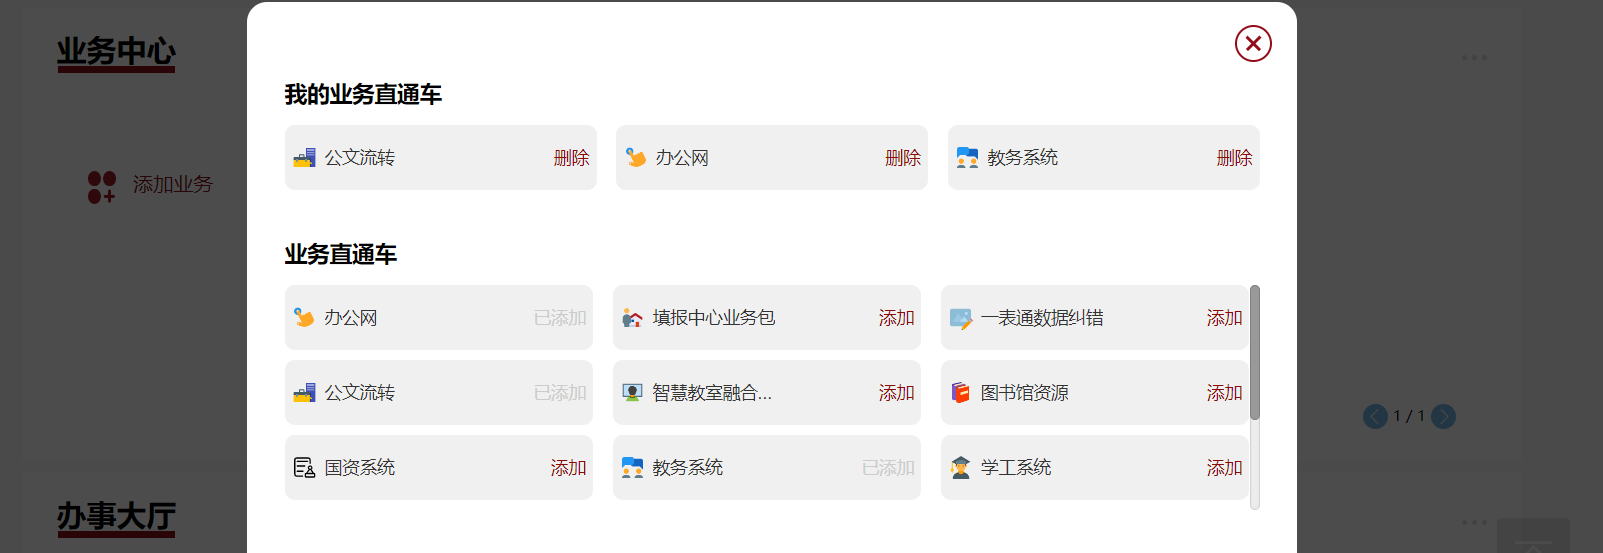 业务中心
添加业务
我的业务直通车
公文流转 删除
办公网 删除
教务系统 删除
业务直通车
办公网 已添加
填报中心业务包 添加
一表通数据纠错 添加
公文流转 已添加
智慧教室融合... 添加
图书馆资源 添加
国资系统 添加
教务系统 已添加
学工系统 添加
1 / 1
办事大厅